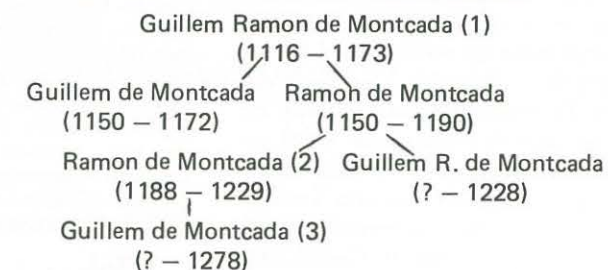 Guillem Ramon de Montcada (1)
(1116 – 1173)
Guillem de Montcada Ramon de Montcada
(1150 – 1172) (1150 – 1190)
Ramon de Montcada (2) Guillem R. de Montcada
(1188 – 1229) (? – 1228)
Guillem de Montcada (3)
(? – 1278)